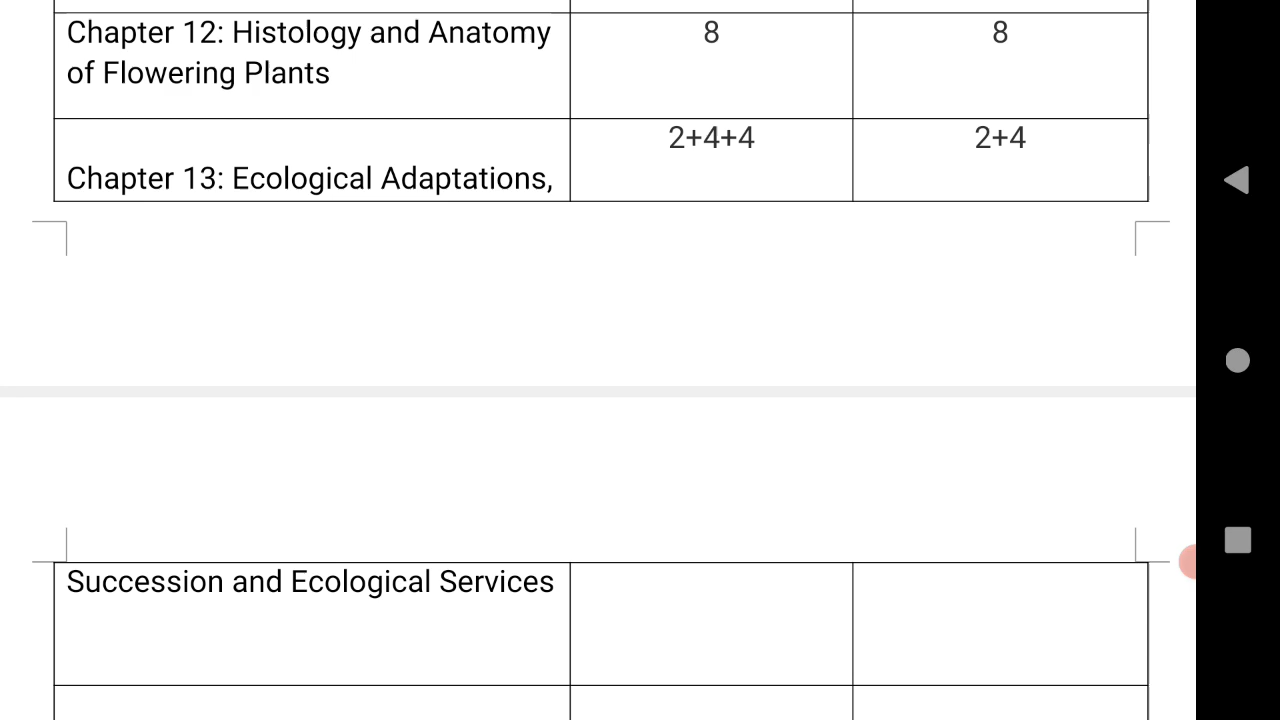 Chapter 12: Histology and Anatomy
of Flowering Plants
8
8
Chapter 13: Ecological Adaptations,
2+4+4
2+4
Succession and Ecological Services